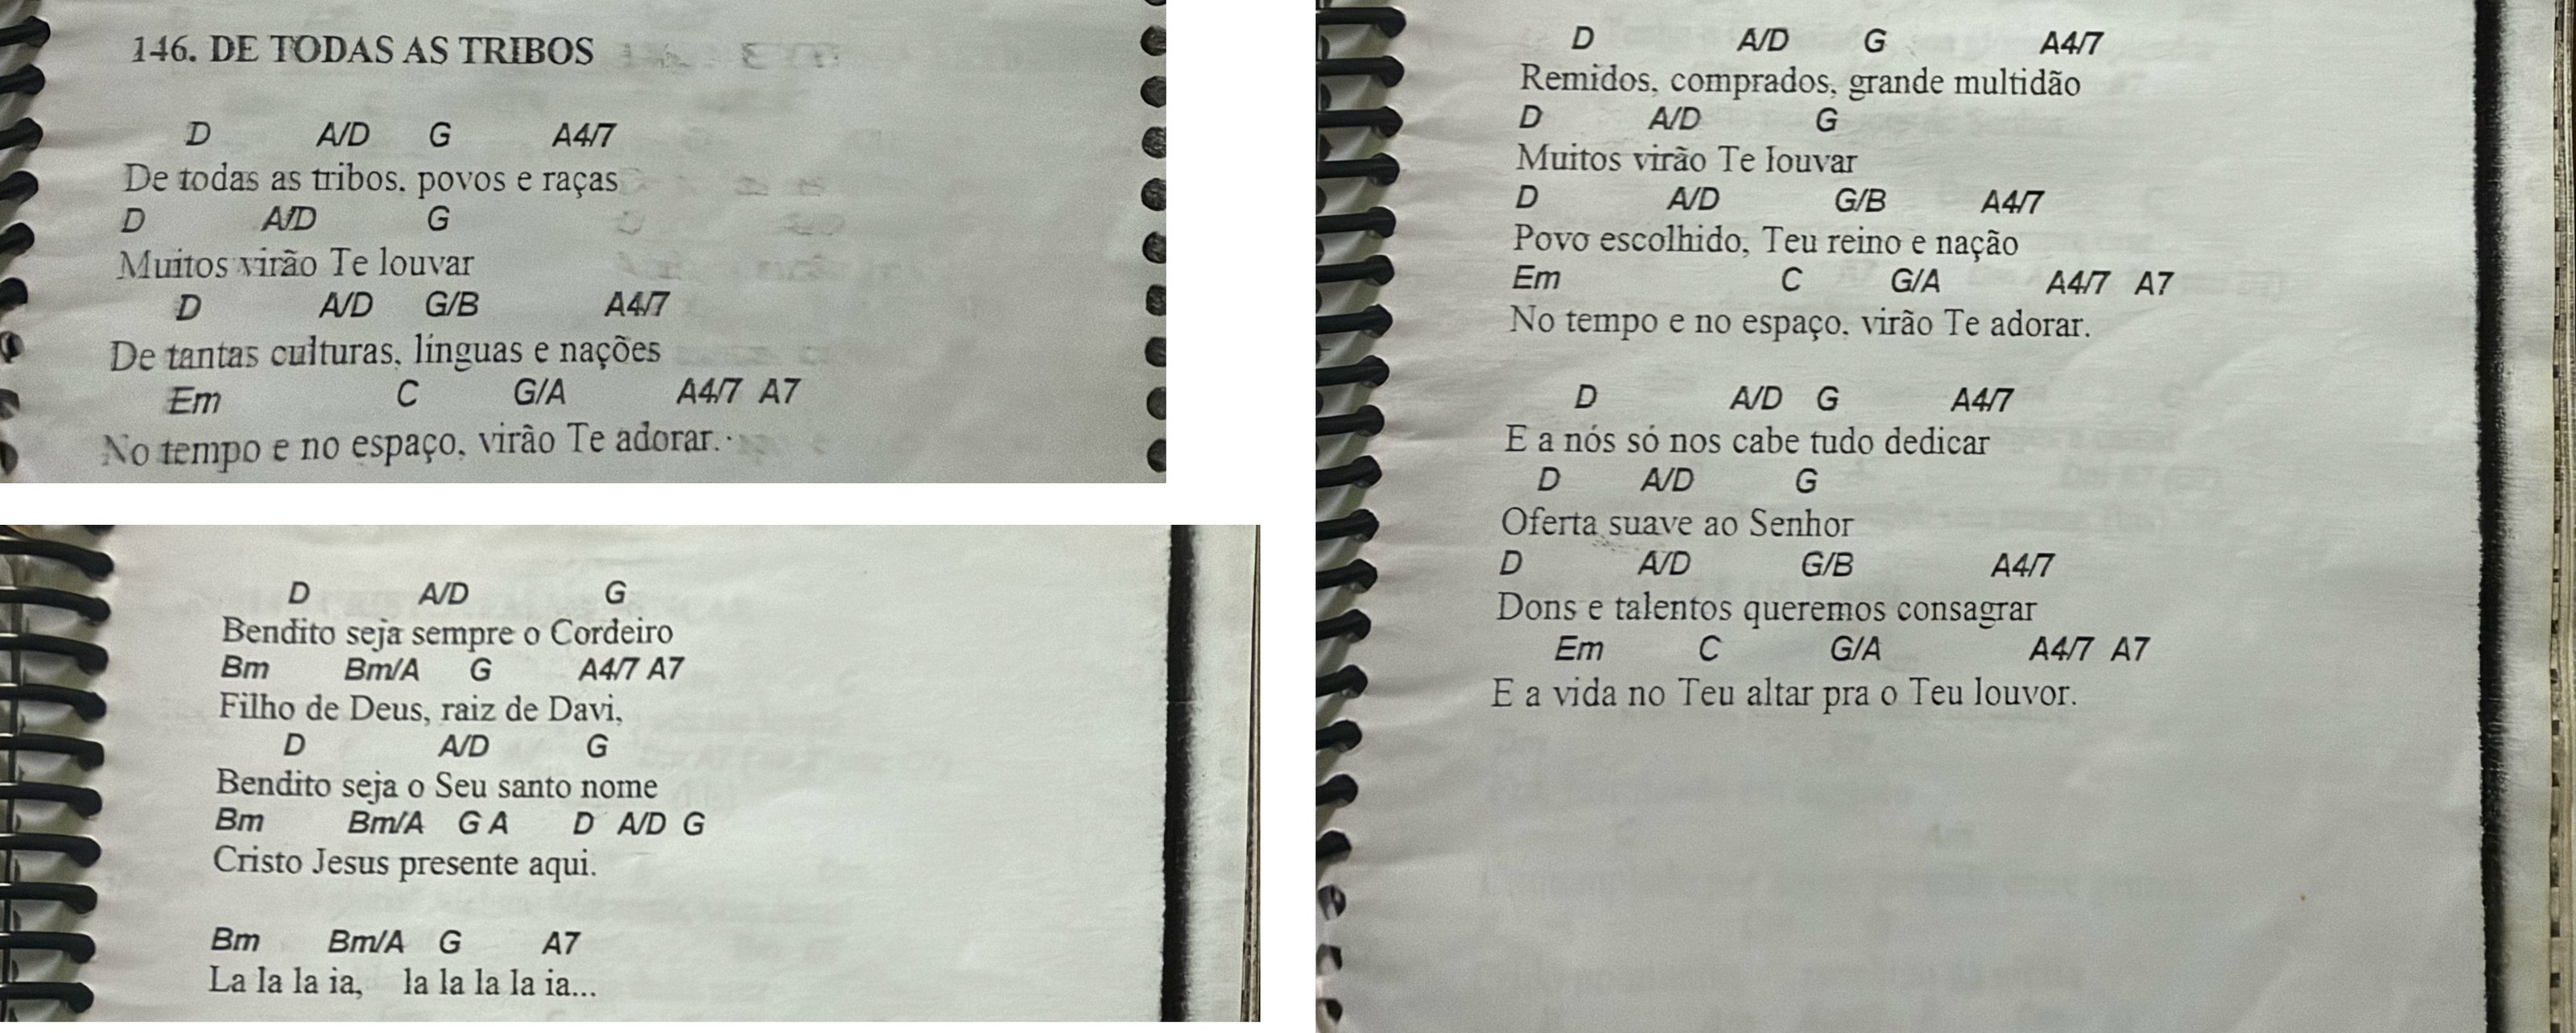 146. DE TODAS AS TRIBOS
D A/D G A4/7
De todas as tribos, povos e raças
D A/D G
Muitos virão Te louvar
D A/D G/B A4/7
De tantas culturas, línguas e nações
Em C G/A A4/7 A7
No tempo e no espaço, virão Te adorar.
D A/D G
Bendito seja sempre o Cordeiro
Bm Bm/A G A4/7 A7
Filho de Deus, raiz de Davi,
D A/D G
Bendito seja o Seu santo nome
Bm Bm/A G A D A/D G
Cristo Jesus presente aqui.
Bm Bm/A G A7
La la la ia, la la la la ia...
D A/D G A4/7
Remidos, comprados, grande multidão
D A/D G
Muitos virão Te louvar
D A/D G/B A4/7
Povo escolhido, Teu reino e nação
Em C G/A A4/7 A7
No tempo e no espaço, virão Te adorar.
D A/D G A4/7
E a nós só nos cabe tudo dedicar
D A/D G
Oferta suave ao Senhor
D A/D G/B A4/7
Dons e talentos queremos consagrar
Em C G/A A4/7 A7
E a vida no Teu altar pra o Teu louvor.